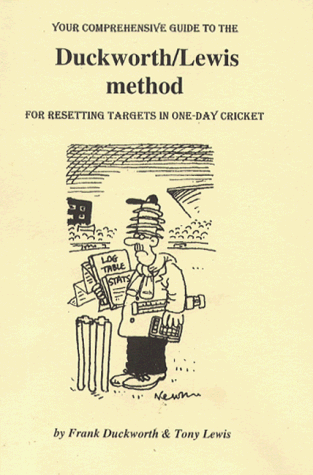 YOUR COMPREHENSIVE GUIDE TO THE
Duckworth/Lewis
method
FOR RESETTING TARGETS IN ONE-DAY CRICKET
LOG
TABLE
STATS
by Frank Duckworth & Tony Lewis